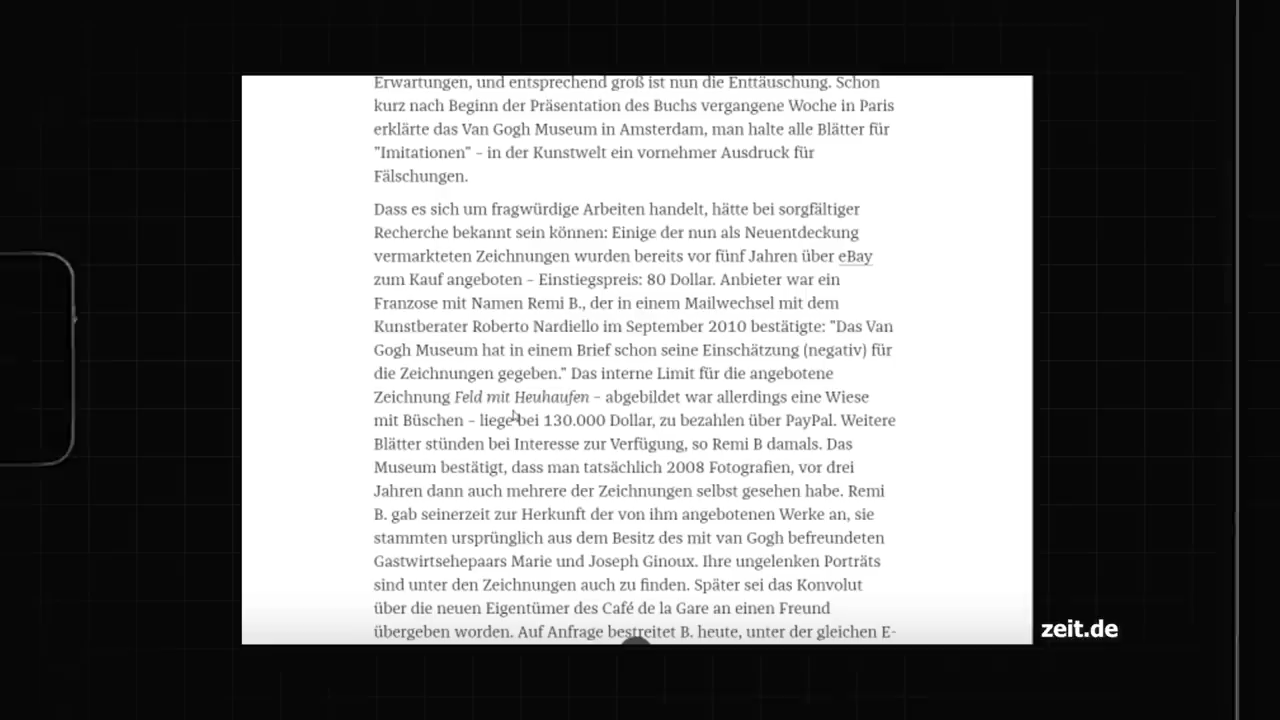 Erwartungen, und entsprechend groß ist nun die Enttäuschung. Schon
kurz nach Beginn der Präsentation des Buchs vergangene Woche in Paris
erklärte das Van Gogh Museum in Amsterdam, man halte alle Blätter für
"Imitationen" – in der Kunstwelt ein vornehmer Ausdruck für
Fälschungen.
Dass es sich um fragwürdige Arbeiten handelt, hätte bei sorgfältiger
Recherche bekannt sein können: Einige der nun als Neuentdeckung
vermarkteten Zeichnungen wurden bereits vor fünf Jahren über eBay
zum Kauf angeboten – Einstiegspreis: 80 Dollar. Anbieter war ein
Franzose mit Namen Remi B., der in einem Mailwechsel mit dem
Kunstberater Roberto Nardiello im September 2010 bestätigte: "Das Van
Gogh Museum hat in einem Brief schon seine Einschätzung (negativ) für
die Zeichnungen gegeben." Das interne Limit für die angebotene
Zeichnung Feld mit Heuhaufen – abgebildet war allerdings eine Wiese
mit Büschen – liege bei 130.000 Dollar, zu bezahlen über PayPal. Weitere
Blätter stünden bei Interesse zur Verfügung, so Remi B damals. Das
Museum bestätigt, dass man tatsächlich 2008 Fotografien, vor drei
Jahren dann auch mehrere der Zeichnungen selbst gesehen habe. Remi
B. gab seinerzeit zur Herkunft der von ihm angebotenen Werke an, sie
stammten ursprünglich aus dem Besitz des mit van Gogh befreundeten
Gastwirtsehepaars Marie und Joseph Ginoux. Ihre ungelenken Porträts
sind unter den Zeichnungen auch zu finden. Später sei das Konvolut
über die neuen Eigentümer des Café de la Gare an einen Freund
übergeben worden. Auf Anfrage bestreitet B. heute, unter der gleichen E-
zeit.de